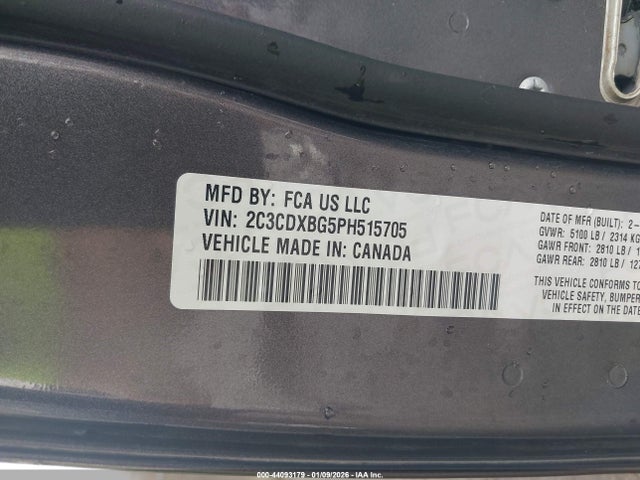 MFD BY: FCA US LLC
VIN: 2C3CDXBG5PH515705
VEHICLE MADE IN: CANADA
DATE OF MFR (BUILT): 2-
GVWR: 5100 LB / 2314 KG
GAWR FRONT: 2810 LB / 1
GAWR REAR: 2810 LB / 127
THIS VEHICLE CONFORMS TO
VEHICLE SAFETY, BUMPER
IN EFFECT ON THE DATE
000-44093179 - 01/09/2026 - IAA Inc.